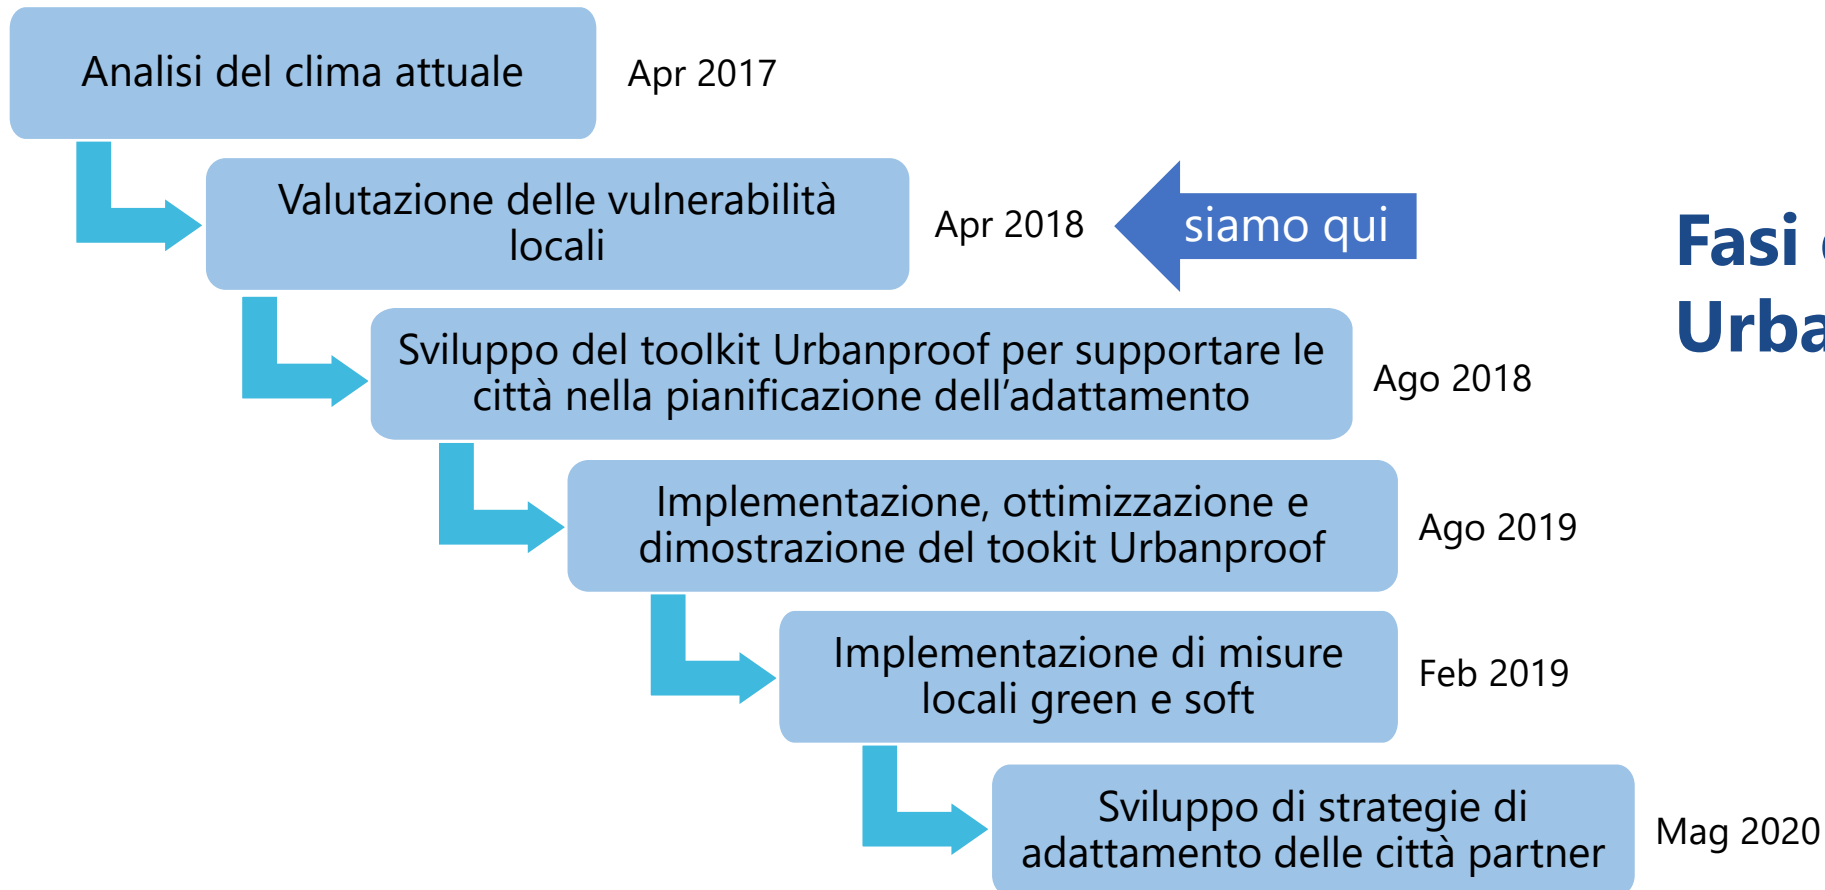 Analisi del clima attuale
Apr 2017
Valutazione delle vulnerabilità
locali
Apr 2018
siamo qui
Fasi
Urba
Sviluppo del toolkit Urbanproof per supportare le
città nella pianificazione dell’adattamento
Ago 2018
Implementazione, ottimizzazione e
dimostrazione del tookit Urbanproof
Ago 2019
Implementazione di misure
locali green e soft
Feb 2019
Sviluppo di strategie di
adattamento delle città partner
Mag 2020